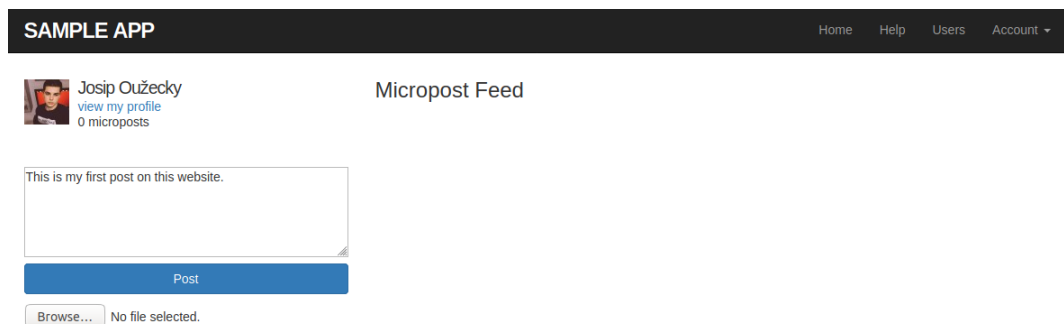 SAMPLE APP
Home Help Users Account
Josip Oužecky
view my profile
0 microposts
Micropost Feed
This is my first post on this website.
Post
Browse... No file selected.